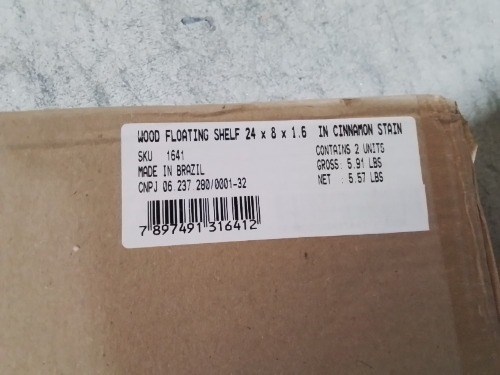 WOOD FLOATING SHELF 24 x 8 x 1.6 IN CINNAMON STAIN
SKU 1641
MADE IN BRAZIL
CNPJ 06 237 280/0001-32
CONTAINS 2 UNITS
GROSS: 5.91 LBS
NET : 5.57 LBS
7 897491 316412